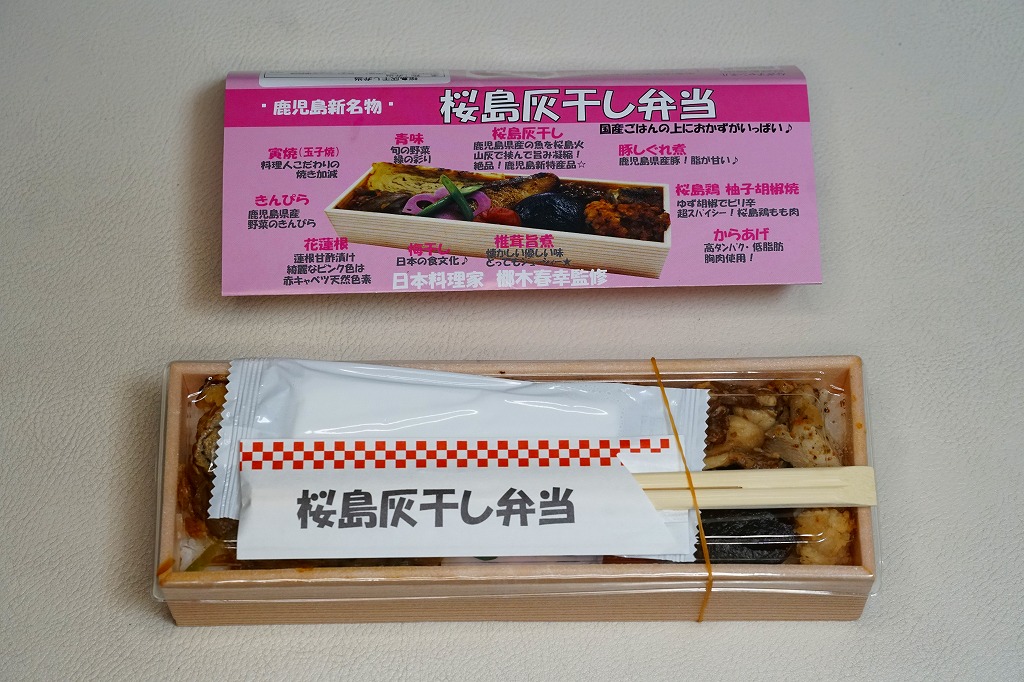 桜島灰干し弁当
・鹿児島新名物・
桜島灰干し弁当
国産ごはんの上におかずがいっぱい♪
寅焼(玉子焼)
料理人こだわりの
焼き加減
青味
旬の野菜
緑の彩り
桜島灰干し
鹿児島県産の魚を桜島火
山灰で挟んで旨み凝縮!
絶品!鹿児島新特産品☆
豚しぐれ煮
鹿児島県産豚!脂が甘い♪
きんぴら
鹿児島県産
野菜のきんぴら
桜島鶏 柚子胡椒焼
ゆず胡椒でピリ辛
超スパイシー!桜島鶏もも肉
花蓮根
蓮根甘酢漬け
綺麗なピンク色は
赤キャベツ天然色素
梅干し
日本の食文化♪
椎茸旨煮
懐かしい優しい味
からあげ
高タンパク・低脂肪
胸肉使用!
日本料理家 梛木春幸監修
桜島灰干し弁当